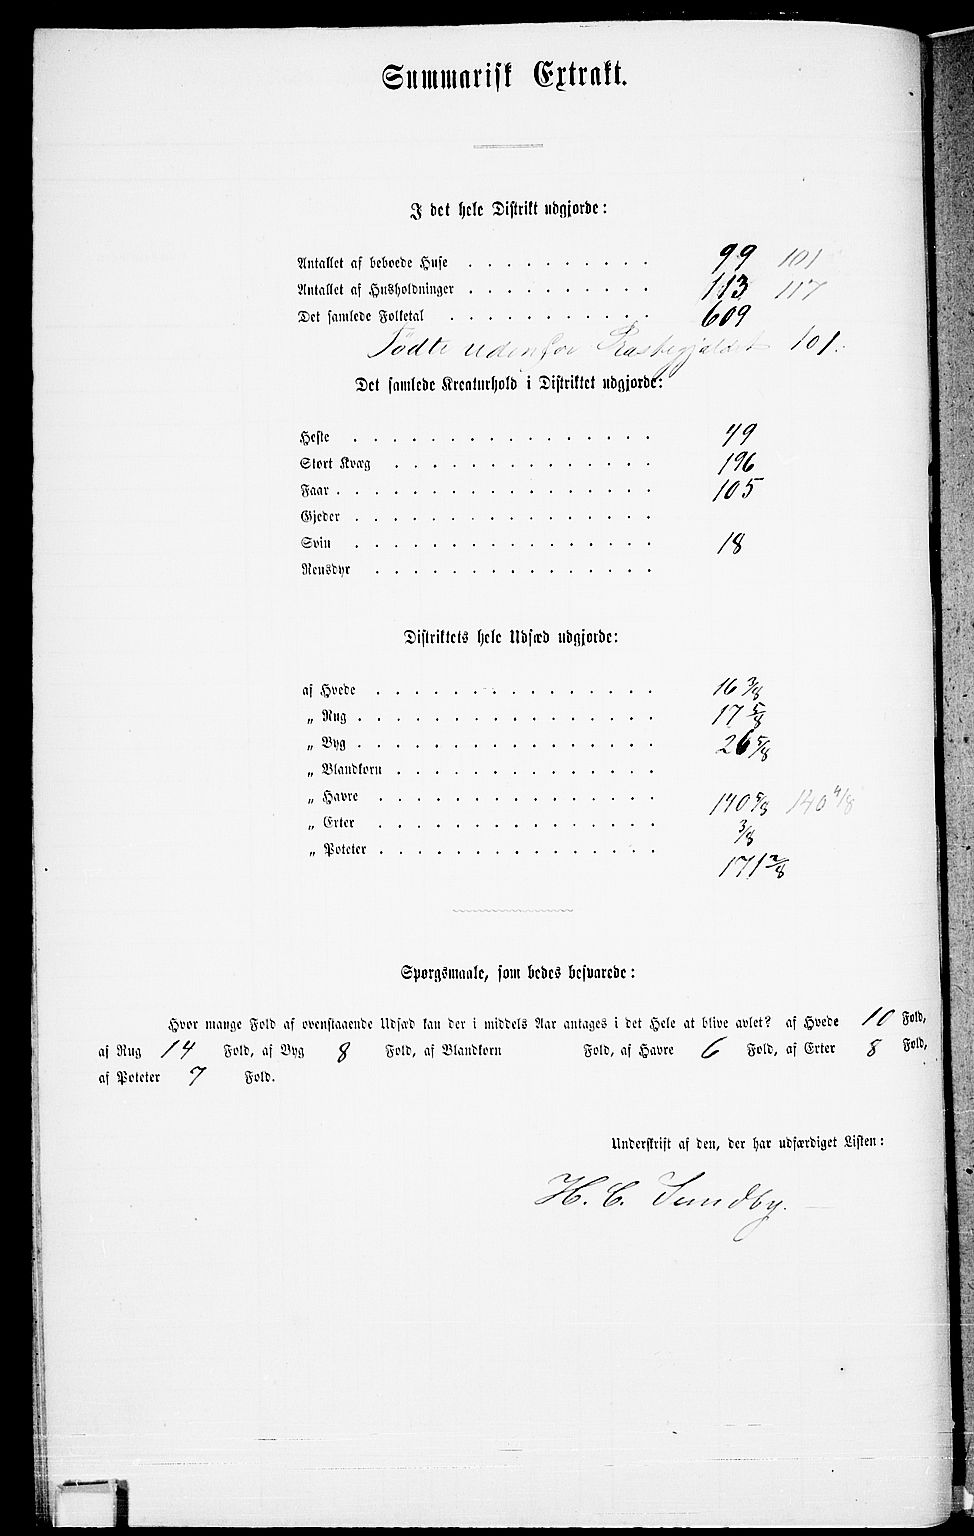 Summarisk Extrakt.
I det hele Distrikt udgjorde:
Antallet af beboede Huse . . . . . . . . 99 101
Antallet af Husholdninger . . . . . . . . 113 117
Det samlede Folketal . . . . . . . . . 609
Fødte udenfor Præstegjældet 101.
Det samlede Kreaturhold i Distriktet udgjorde:
Heste . . . . . . . . . . . . 49
Stort Kvæg . . . . . . . . . . . 196
Faar . . . . . . . . . . . . . 105
Gjeder . . . . . . . . . . . .
Svin . . . . . . . . . . . . 18
Rensdyr . . . . . . . . . . . .
Distriktets hele Udsæd udgjorde:
af Hvede . . . . . . . . . . . 16 3/8
„ Rug . . . . . . . . . . . . 17 5/8
„ Byg . . . . . . . . . . . . 26 5/8
„ Blandkorn . . . . . . . . . . .
„ Havre . . . . . . . . . . . 140 5/8 140 4/8
„ Erter . . . . . . . . . . . 3/8
„ Poteter . . . . . . . . . . . 171 2/8
Spørgsmaale, som bedes besvarede:
Hvor mange Fold af ovenstaaende Udsæd kan der i middels Aar antages i det Hele at blive avlet? af Hvede 10 Fold,
af Rug 14 Fold, af Byg 8 Fold, af Blandkorn Fold, af Havre 6 Fold, af Erter 8 Fold,
af Poteter 7 Fold.
Underskrift af den, der har udfærdiget Listen:
H. C. Sundby.